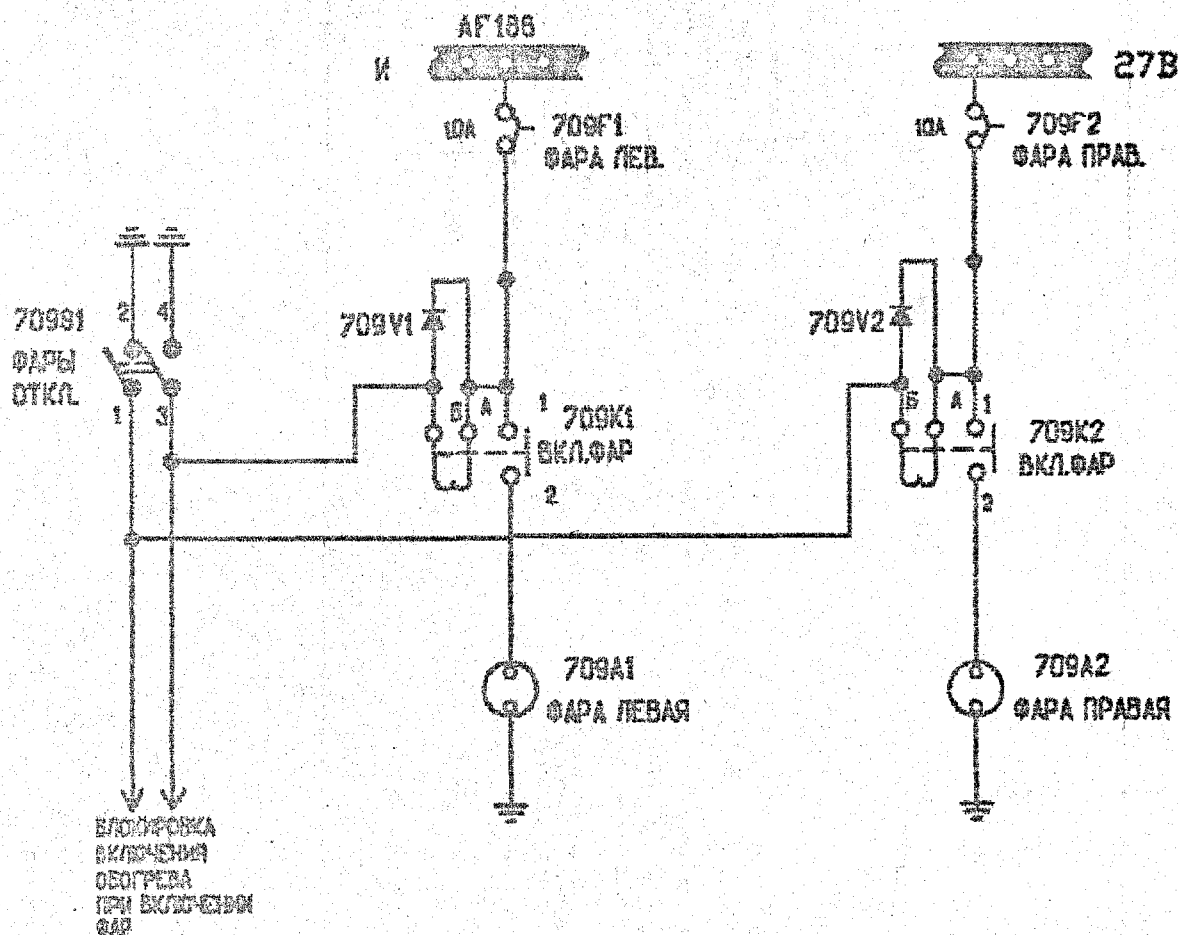 АF188
И
27В
10А
709F1
ФАРА ЛЕВ.
10А
709F2
ФАРА ПРАВ.
709S1
ФАРЫ
ОТКЛ.
2
4
1
3
709V1
Б
А
1
709К1
ВКЛ.ФАР
2
709V2
Б
А
1
709К2
ВКЛ.ФАР
2
709А1
ФАРА ЛЕВАЯ
709А2
ФАРА ПРАВАЯ
БЛОКИРОВКА
ВКЛЮЧЕНИЯ
ОБОГРЕВА
ПРИ ВКЛЮЧЕНИИ
ФАР